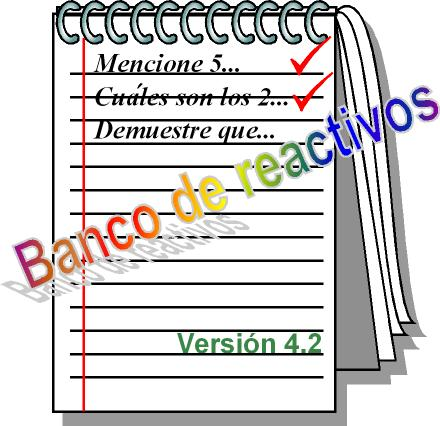 Mencione 5...
Cuáles son los 2...
Demuestre que...
Banco de reactivos
Versión 4.2